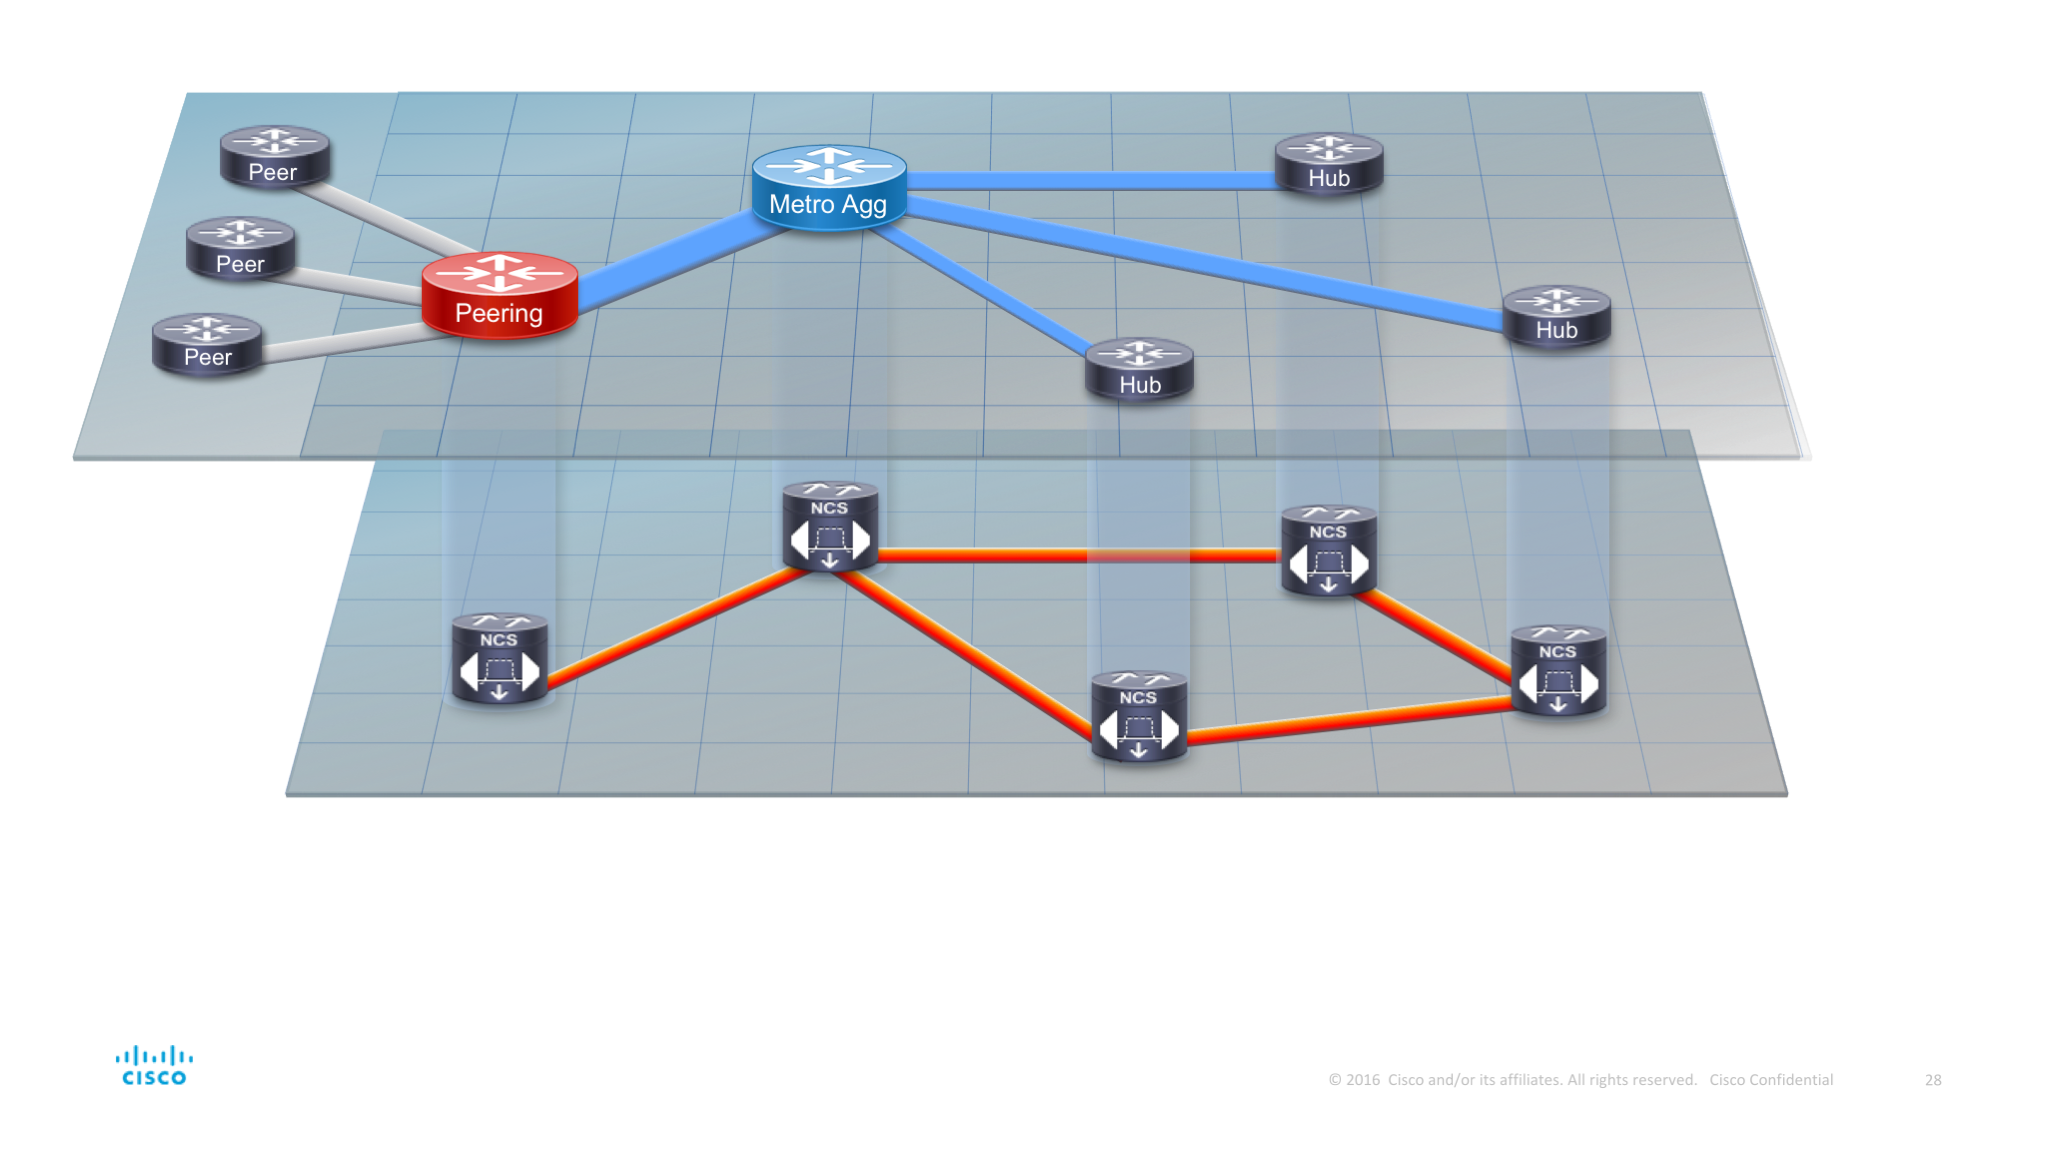 Peer
Hub
Metro Agg
Peer
Peering
Hub
Peer
Hub
NCS
NCS
NCS
NCS
NCS
CISCO
© 2016 Cisco and/or its affiliates. All rights reserved. Cisco Confidential
28